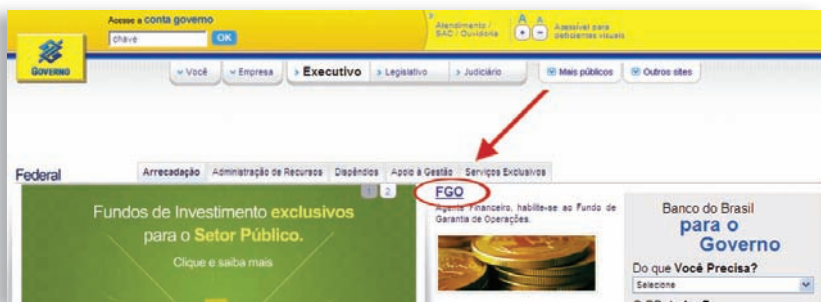 Acesse a conta governo
chave
OK
Atendimento /
SAC / Ouvidoria
A A
+ -
Acessível para
deficientes visuais
GOVERNO
Você
Empresa
Executivo
Legislativo
Judiciário
Mais públicos
Outros sites
Federal
Arrecadação
Administração de Recursos
Dispêndios
Apoio à Gestão
Serviços Exclusivos
1 2
Fundos de Investimento exclusivos
para o Setor Público.
Clique e saiba mais
FGO
Agente Financeiro, habilite-se ao Fundo de
Garantia de Operações.
Banco do Brasil
para o
Governo
Do que Você Precisa?
Selecione